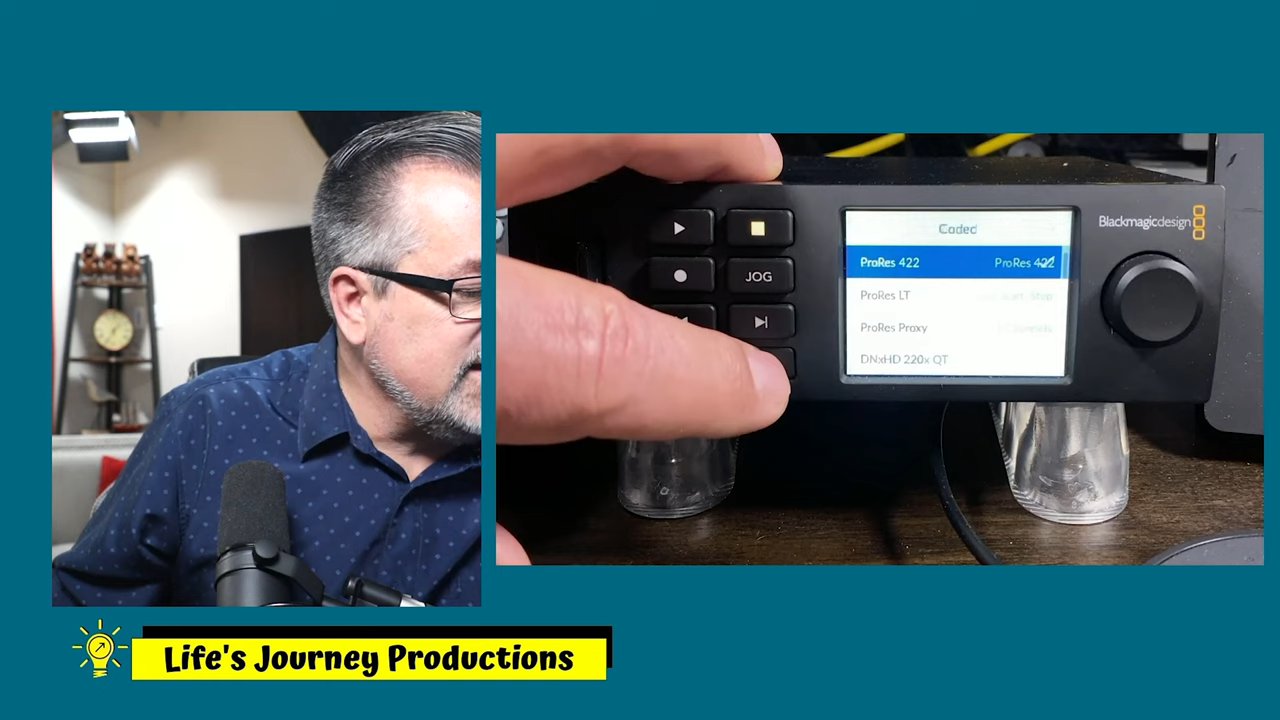 Blackmagicdesign
JOG
Codec
ProRes 422
ProRes 422
ProRes LT
ProRes Proxy
DNxHD 220x QT
Life's Journey Productions